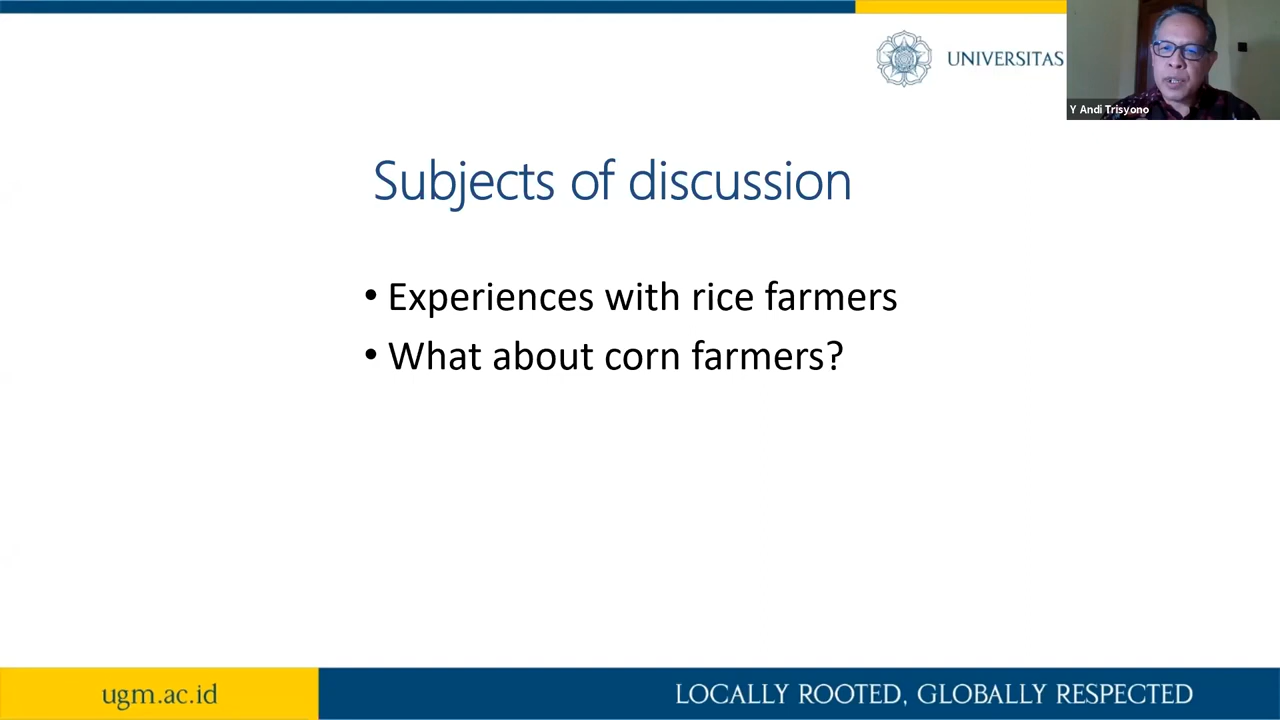 UNIVERSITAS
Y Andi Trisyono
Subjects of discussion
• Experiences with rice farmers
• What about corn farmers?
ugm.ac.id
LOCALLY ROOTED, GLOBALLY RESPECTED